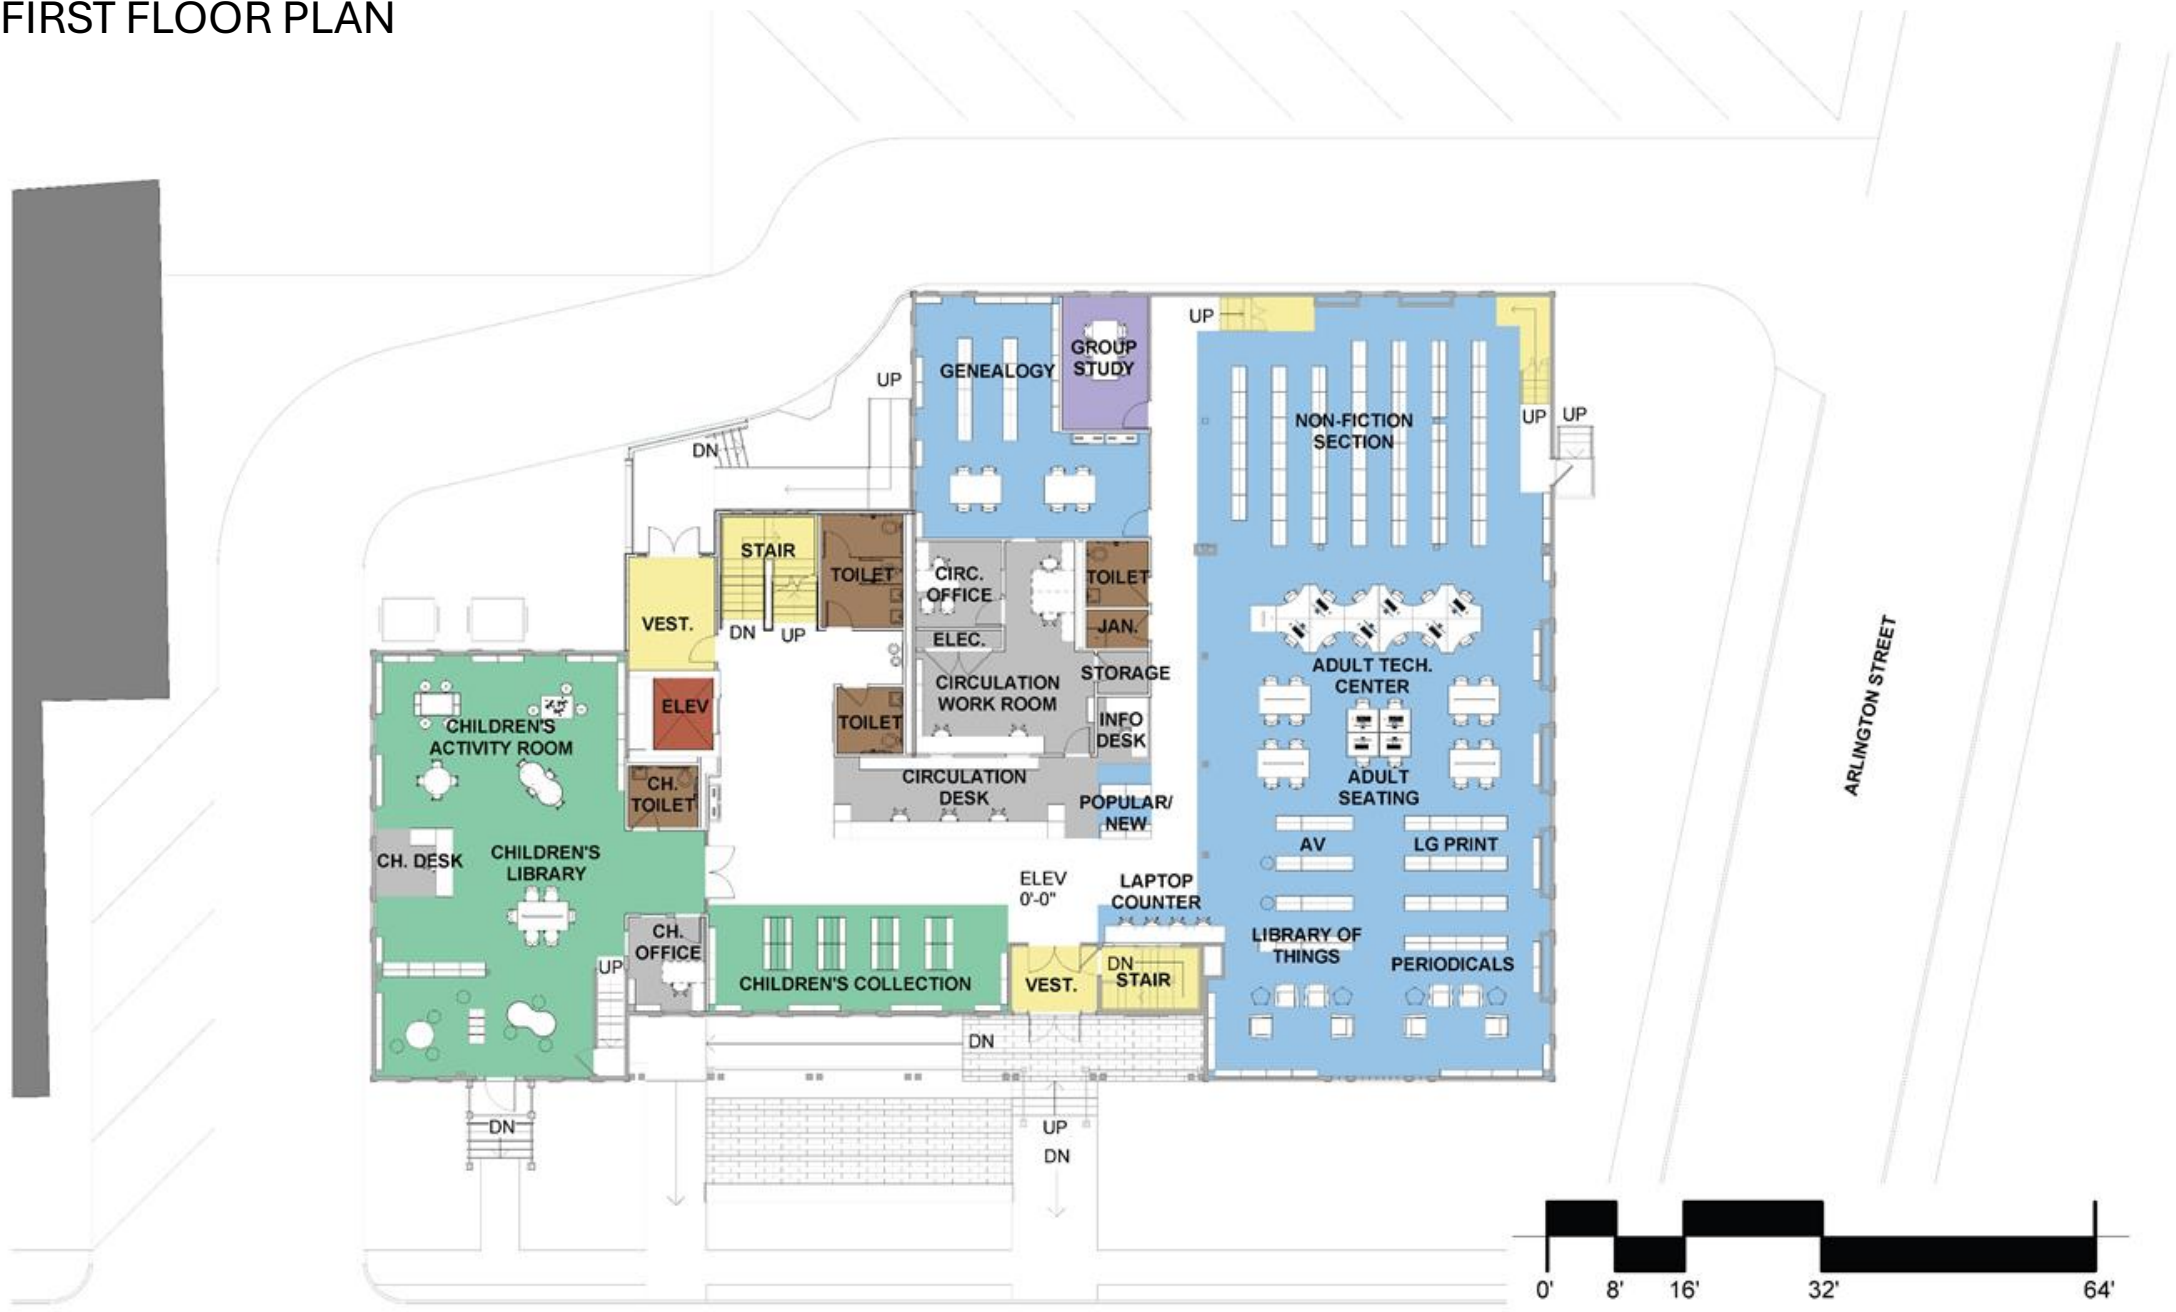 FIRST FLOOR PLAN
UP
GROUP
STUDY
GENEALOGY
UP
NON-FICTION
SECTION
UP
UP
DN
STAIR
TOILET
CIRC.
OFFICE
TOILET
VEST.
DN
UP
ELEC.
JAN.
ARLINGTON STREET
ADULT TECH.
CENTER
STORAGE
CIRCULATION
WORK ROOM
ELEV
TOILET
INFO
DESK
CHILDREN'S
ACTIVITY ROOM
CH.
TOILET
CIRCULATION
DESK
POPULAR/
NEW
ADULT
SEATING
AV
LG PRINT
CH. DESK
CHILDREN'S
LIBRARY
ELEV
0'-0"
LAPTOP
COUNTER
CH.
OFFICE
LIBRARY OF
THINGS
PERIODICALS
UP
CHILDREN'S COLLECTION
VEST.
DN
STAIR
DN
DN
UP
DN
0'
8'
16'
32'
64'